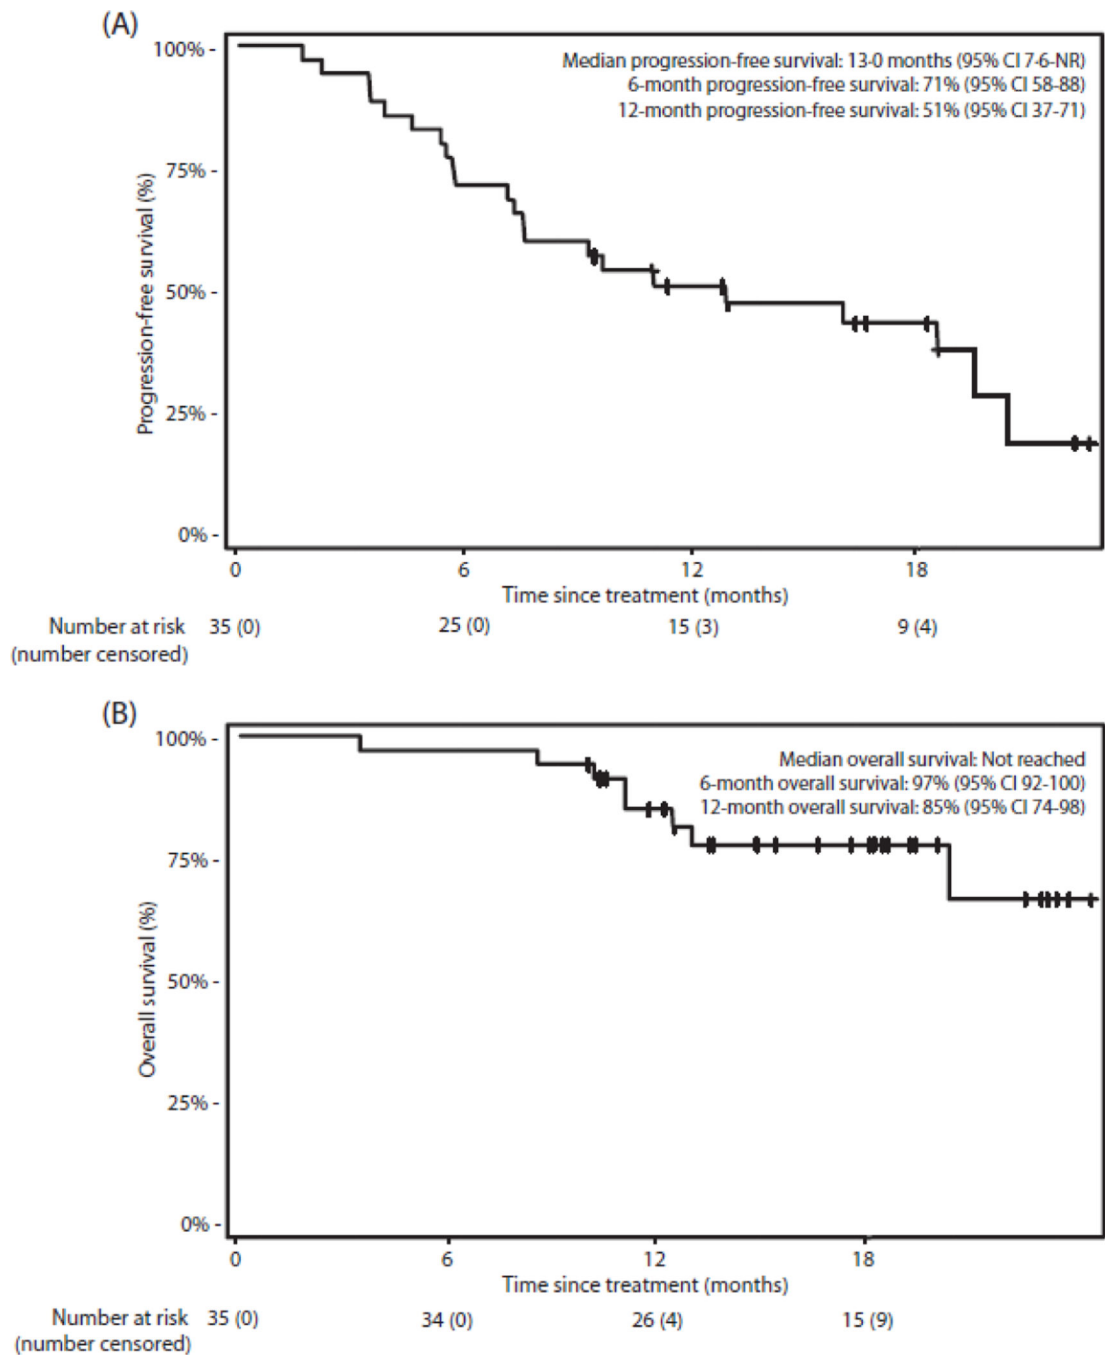 (A)
100% -
75% -
50% -
25% -
0% -
Progression-free survival (%)
Median progression-free survival: 13-0 months (95% CI 7-6-NR)
6-month progression-free survival: 71% (95% CI 58-88)
12-month progression-free survival: 51% (95% CI 37-71)
0 6 12 18
Time since treatment (months)
Number at risk 35 (0) 25 (0) 15 (3) 9 (4)
(number censored)
(B)
100% -
75% -
50% -
25% -
0% -
Overall survival (%)
Median overall survival: Not reached
6-month overall survival: 97% (95% CI 92-100)
12-month overall survival: 85% (95% CI 74-98)
0 6 12 18
Time since treatment (months)
Number at risk 35 (0) 34 (0) 26 (4) 15 (9)
(number censored)